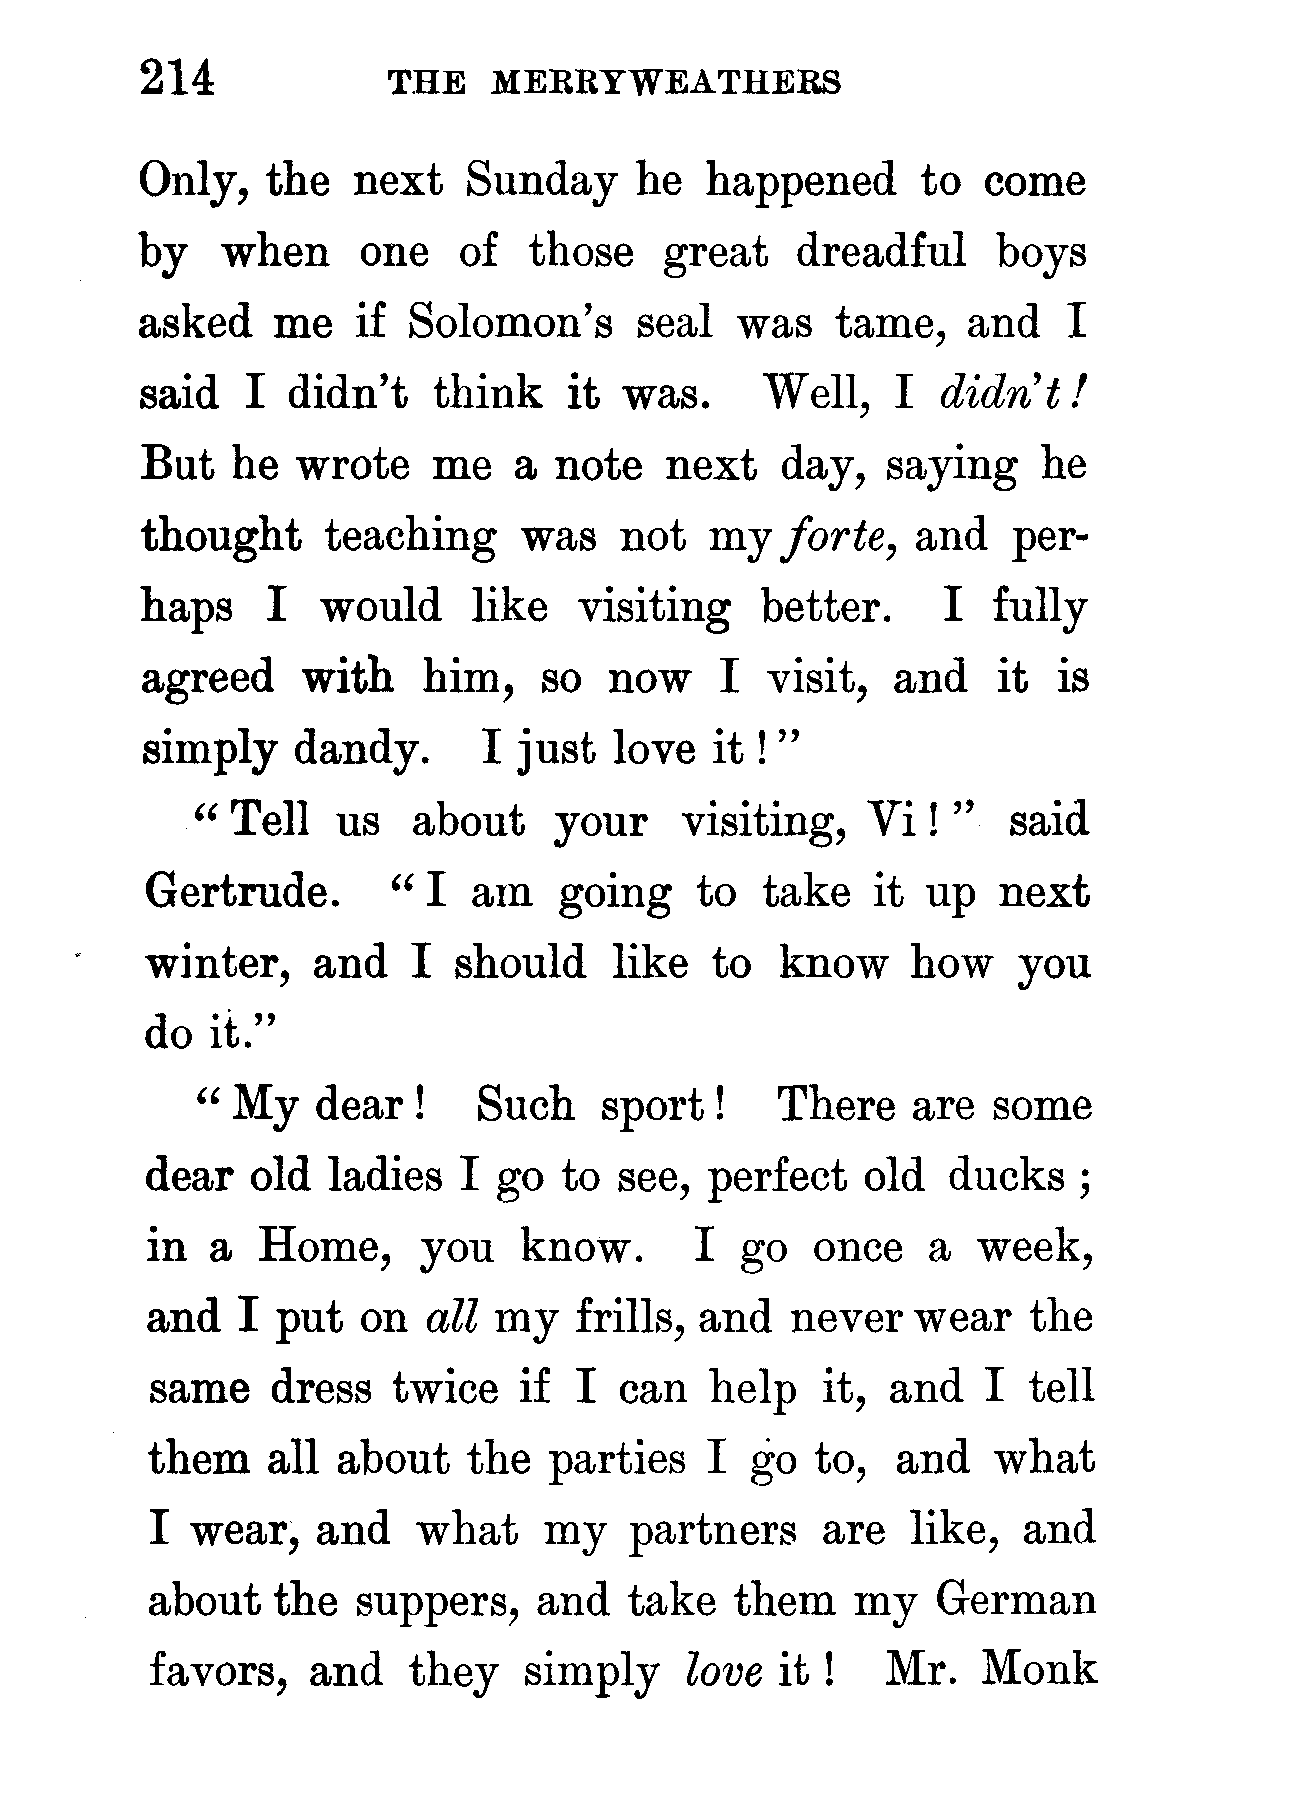 214 THE MERRYWEATHERS
Only, the next Sunday he happened to come
by when one of those great dreadful boys
asked me if Solomon's seal was tame, and I
said I didn't think it was. Well, I didn't!
But he wrote me a note next day, saying he
thought teaching was not my forte, and per-
haps I would like visiting better. I fully
agreed with him, so now I visit, and it is
simply dandy. I just love it!"
"Tell us about your visiting, Vi!" said
Gertrude. "I am going to take it up next
winter, and I should like to know how you
do it."
"My dear! Such sport! There are some
dear old ladies I go to see, perfect old ducks;
in a Home, you know. I go once a week,
and I put on all my frills, and never wear the
same dress twice if I can help it, and I tell
them all about the parties I go to, and what
I wear, and what my partners are like, and
about the suppers, and take them my German
favors, and they simply love it! Mr. Monk